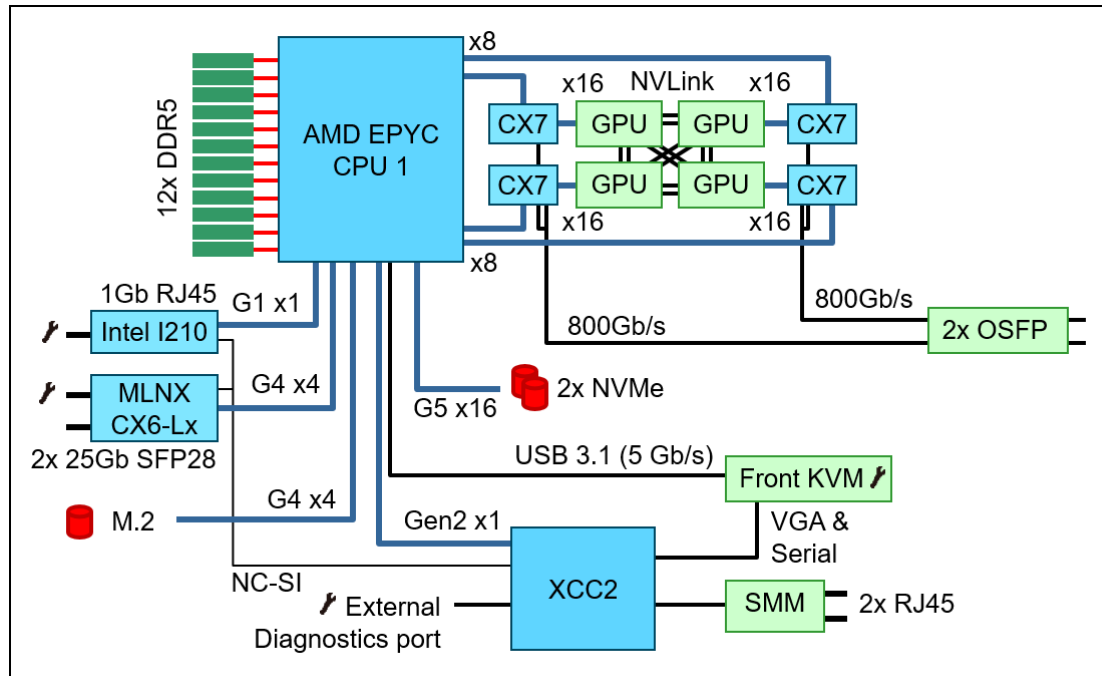 x8
x16
NVLink
x16
CX7
GPU
GPU
CX7
AMD EPYC
CPU 1
12x DDR5
CX7
GPU
GPU
CX7
x16
x16
x8
1Gb RJ45
G1 x1
Intel I210
800Gb/s
800Gb/s
2x OSFP
MLNX
CX6-Lx
G4 x4
G5 x16
2x NVMe
2x 25Gb SFP28
USB 3.1 (5 Gb/s)
Front KVM
G4 x4
M.2
Gen2 x1
VGA &
Serial
NC-SI
XCC2
External
Diagnostics port
SMM
2x RJ45